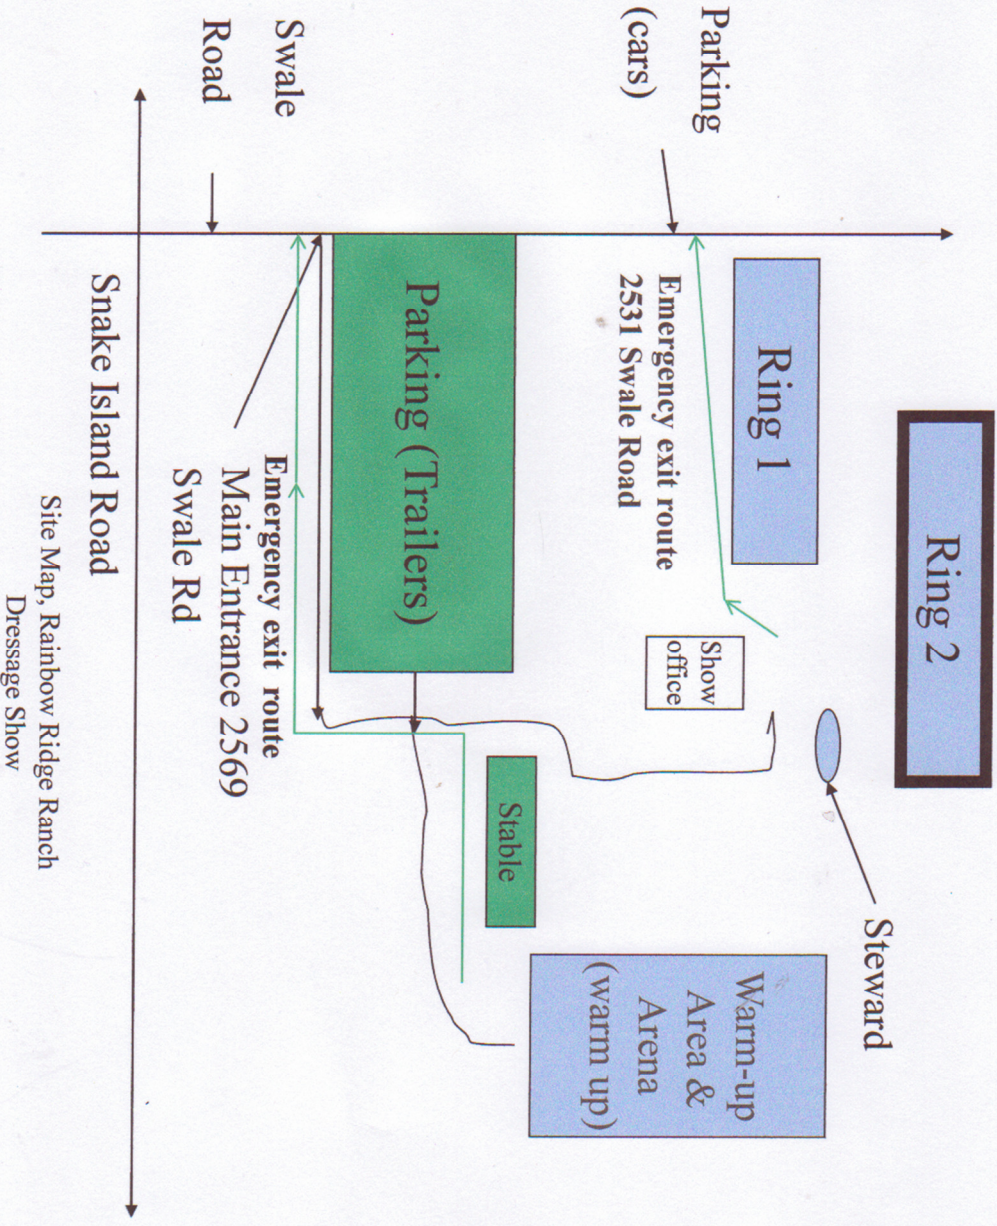 Ring 2
Steward
Ring 1
Parking
(cars)
Emergency exit route
2531 Swale Road
Show
office
Warm-up
Area &
Arena
(warm up)
Stable
Parking (Trailers)
Swale
Road
Emergency exit route
Main Entrance 2569
Swale Rd
Snake Island Road
Site Map, Rainbow Ridge Ranch
Dressage Show